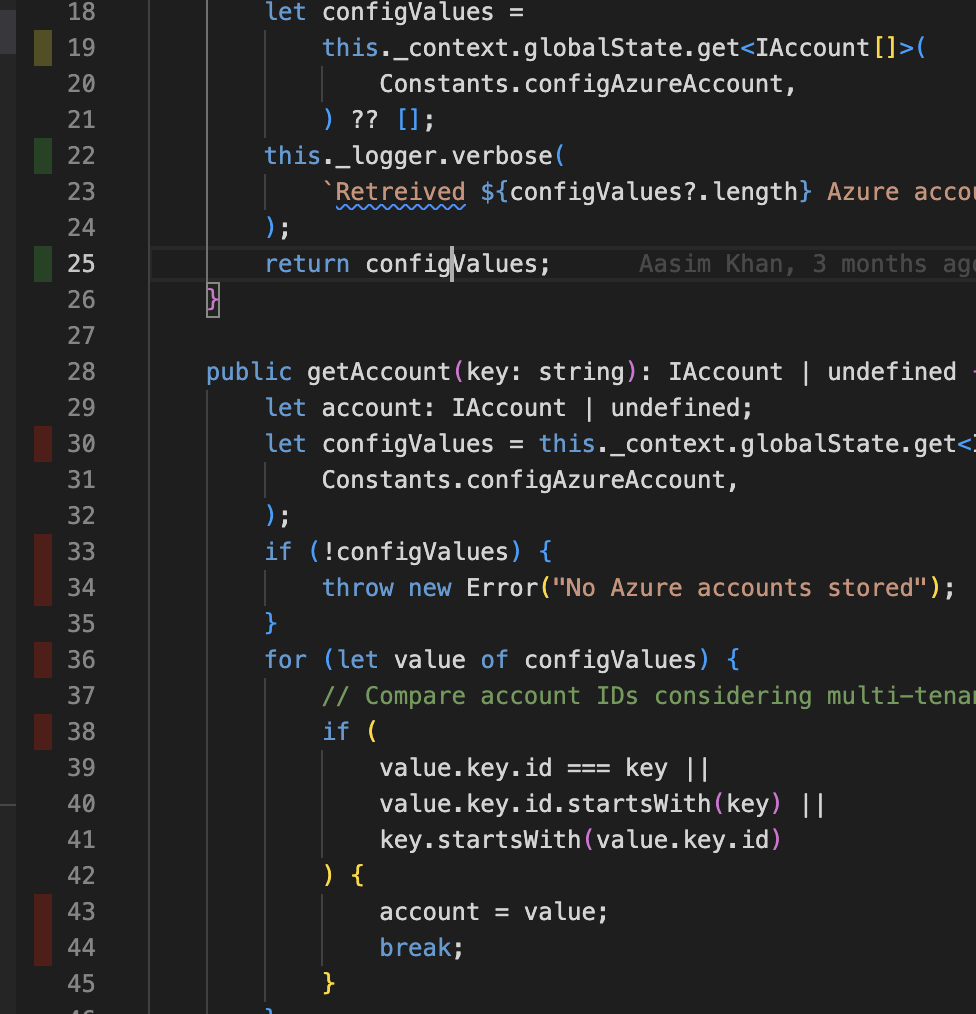 18 let configValues =
19 this._context.globalState.get<IAccount[]>(
20 Constants.configAzureAccount,
21 ) ?? [];
22 this._logger.verbose(
23 `Retreived ${configValues?.length} Azure
24 );
25 return configValues; Aasim Khan, 3 months
26 }
27
28 public getAccount(key: string): IAccount | undefined
29 let account: IAccount | undefined;
30 let configValues = this._context.globalState.get<
31 Constants.configAzureAccount,
32 );
33 if (!configValues) {
34 throw new Error("No Azure accounts stored");
35 }
36 for (let value of configValues) {
37 // Compare account IDs considering
38 if (
39 value.key.id === key ||
40 value.key.id.startsWith(key) ||
41 key.startsWith(value.key.id)
42 ) {
43 account = value;
44 break;
45 }